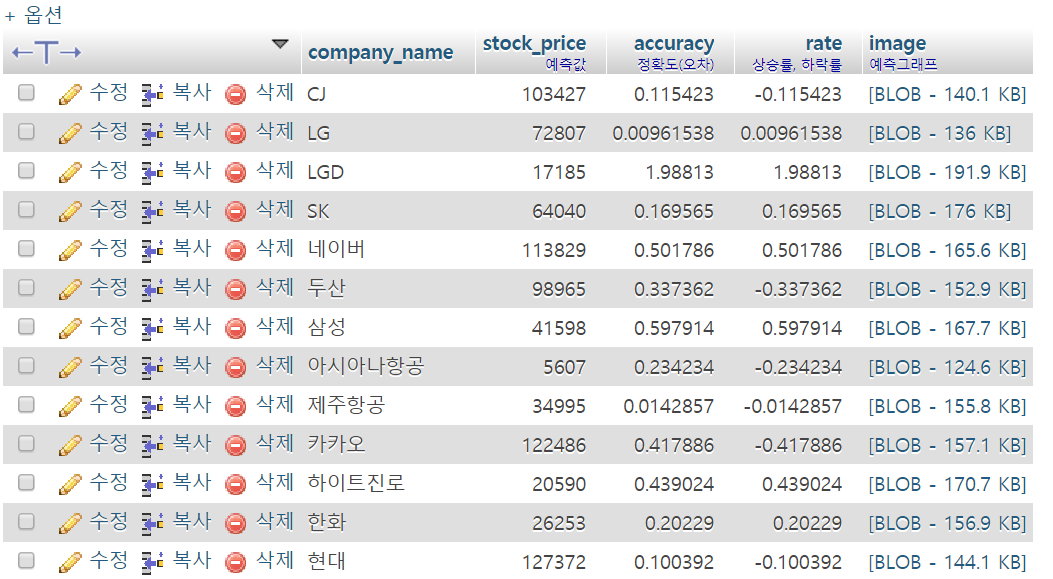 + 옵션
←T→ company_name stock_price 예측값 accuracy 정확도(오차) rate 상승률, 하락률 image 예측그래프
수정 복사 삭제 CJ 103427 0.115423 -0.115423 [BLOB - 140.1 KB]
수정 복사 삭제 LG 72807 0.00961538 0.00961538 [BLOB - 136 KB]
수정 복사 삭제 LGD 17185 1.98813 1.98813 [BLOB - 191.9 KB]
수정 복사 삭제 SK 64040 0.169565 0.169565 [BLOB - 176 KB]
수정 복사 삭제 네이버 113829 0.501786 0.501786 [BLOB - 165.6 KB]
수정 복사 삭제 두산 98965 0.337362 -0.337362 [BLOB - 152.9 KB]
수정 복사 삭제 삼성 41598 0.597914 0.597914 [BLOB - 167.7 KB]
수정 복사 삭제 아시아나항공 5607 0.234234 -0.234234 [BLOB - 124.6 KB]
수정 복사 삭제 제주항공 34995 0.0142857 -0.0142857 [BLOB - 155.8 KB]
수정 복사 삭제 카카오 122486 0.417886 -0.417886 [BLOB - 157.1 KB]
수정 복사 삭제 하이트진로 20590 0.439024 0.439024 [BLOB - 170.7 KB]
수정 복사 삭제 한화 26253 0.20229 0.20229 [BLOB - 156.9 KB]
수정 복사 삭제 현대 127372 0.100392 -0.100392 [BLOB - 144.1 KB]